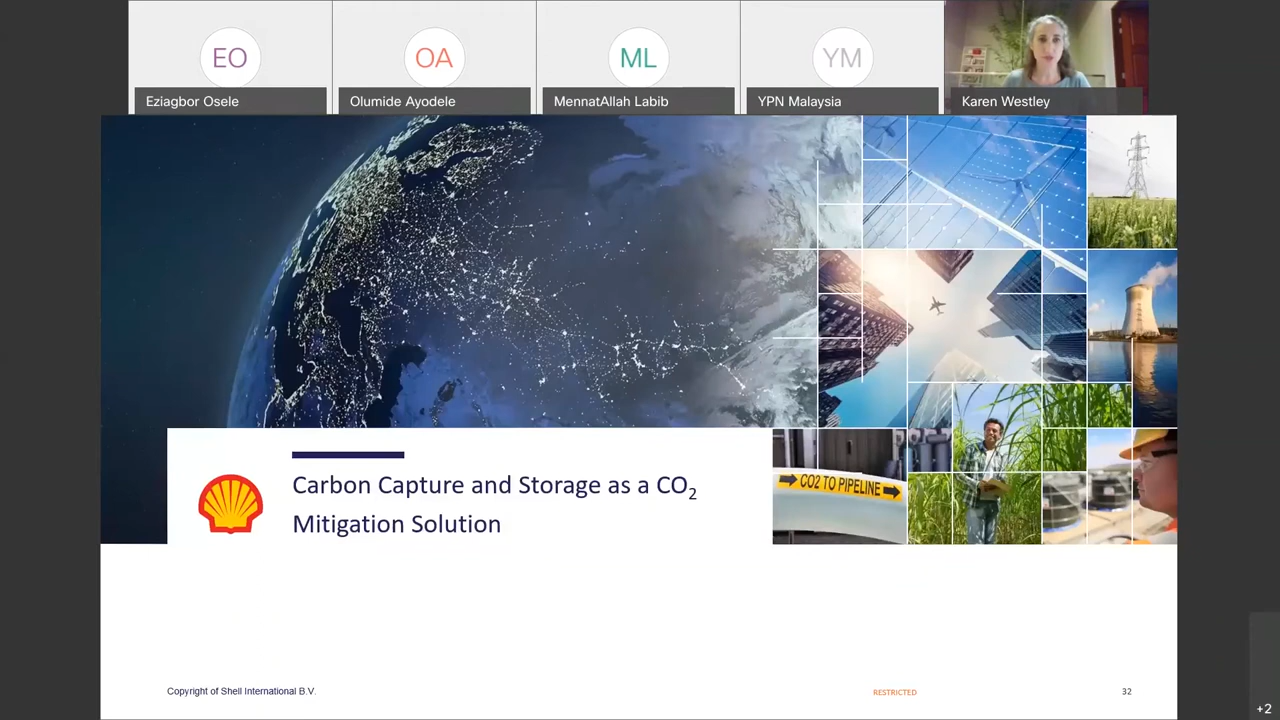 EO
OA
ML
YM
Eziagbor Osele
Olumide Ayodele
MennatAllah Labib
YPN Malaysia
Karen Westley
CO2 TO PIPELINE
Carbon Capture and Storage as a CO₂
Mitigation Solution
Copyright of Shell International B.V.
RESTRICTED
32
+2